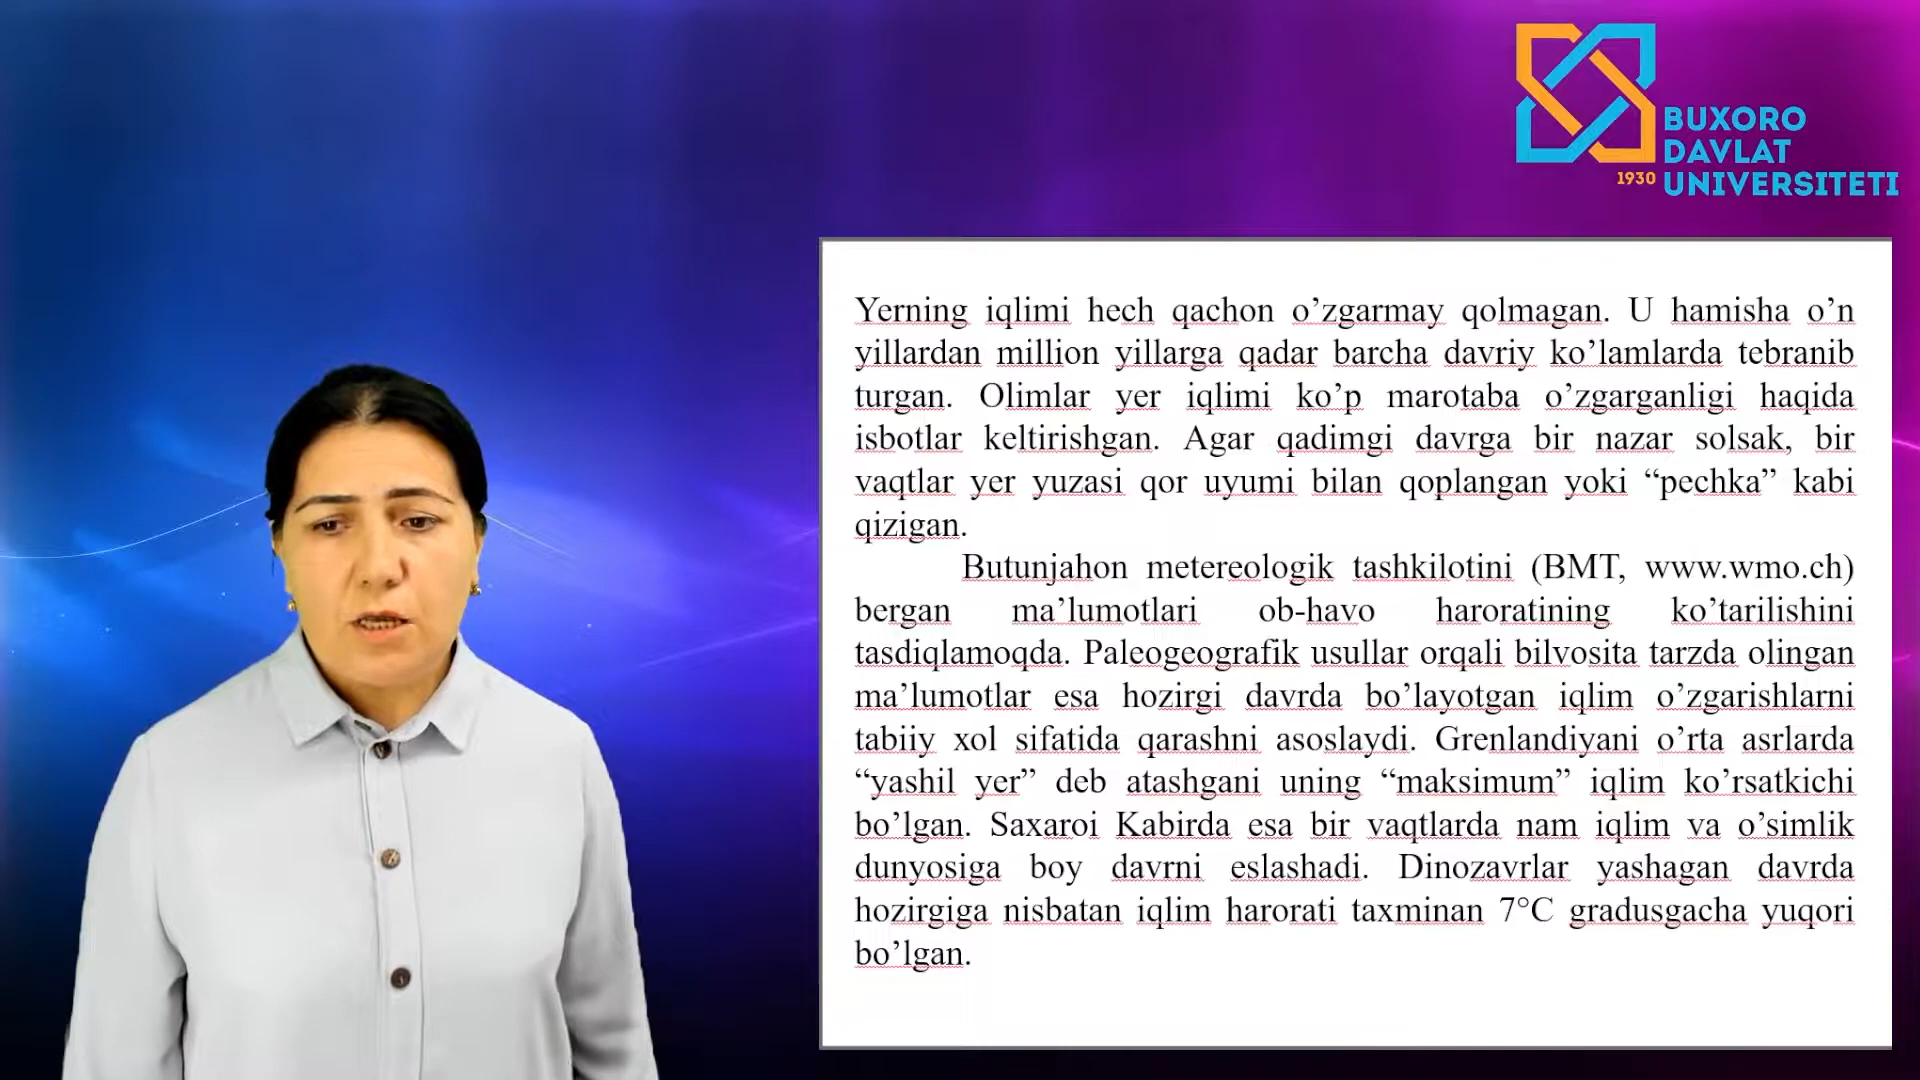 BUXORO
DAVLAT
1930 UNIVERSITETI
Yerning iqlimi hech qachon o’zgarmay qolmagan. U hamisha o’n
yillardan million yillarga qadar barcha davriy ko’lamlarda tebranib
turgan. Olimlar yer iqlimi ko’p marotaba o’zgarganligi haqida
isbotlar keltirishgan. Agar qadimgi davrga bir nazar solsak, bir
vaqtlar yer yuzasi qor uyumi bilan qoplangan yoki “pechka” kabi
qizigan.
Butunjahon metereologik tashkilotini (BMT, www.wmo.ch)
bergan ma’lumotlari ob-havo haroratining ko’tarilishini
tasdiqlamoqda. Paleogeografik usullar orqali bilvosita tarzda olingan
ma’lumotlar esa hozirgi davrda bo’layotgan iqlim o’zgarishlarni
tabiiy xol sifatida qarashni asoslaydi. Grenlandiyani o’rta asrlarda
“yashil yer” deb atashgani uning “maksimum” iqlim ko’rsatkichi
bo’lgan. Saxaroi Kabirda esa bir vaqtlarda nam iqlim va o’simlik
dunyosiga boy davrni eslashadi. Dinozavrlar yashagan davrda
hozirgiga nisbatan iqlim harorati taxminan 7°C gradusgacha yuqori
bo’lgan.